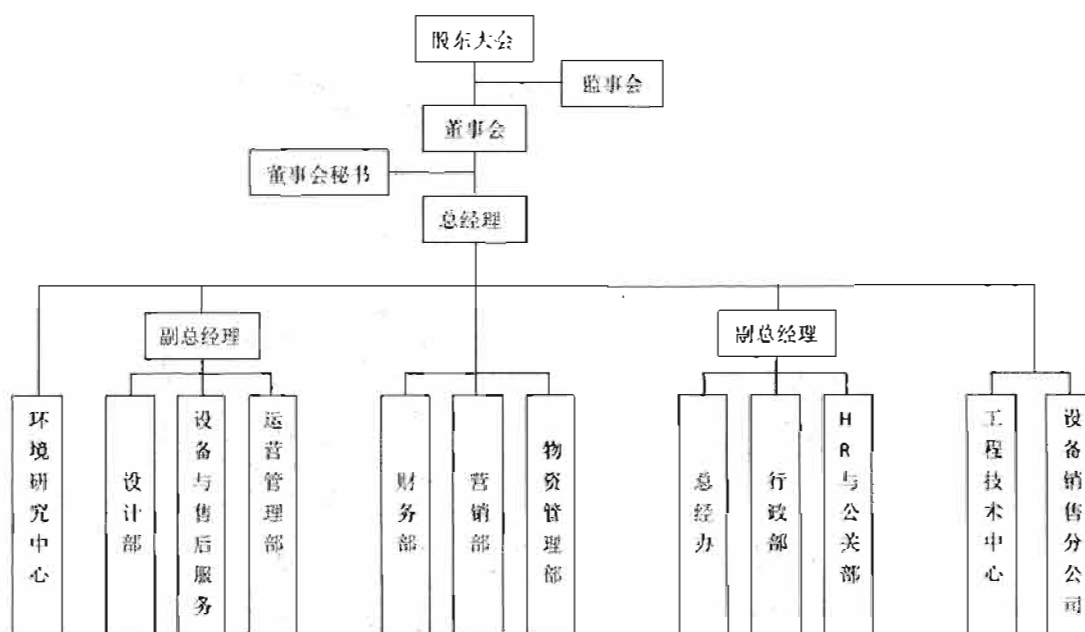 股东大会
监事会
董事会
董事会秘书
总经理
副总经理
副总经理
环境研究中心
设计部
设备与售后服务
运营管理部
财务部
营销部
物资管理部
总经办
行政部
HR与公关部
工程技术中心
设备销售分公司